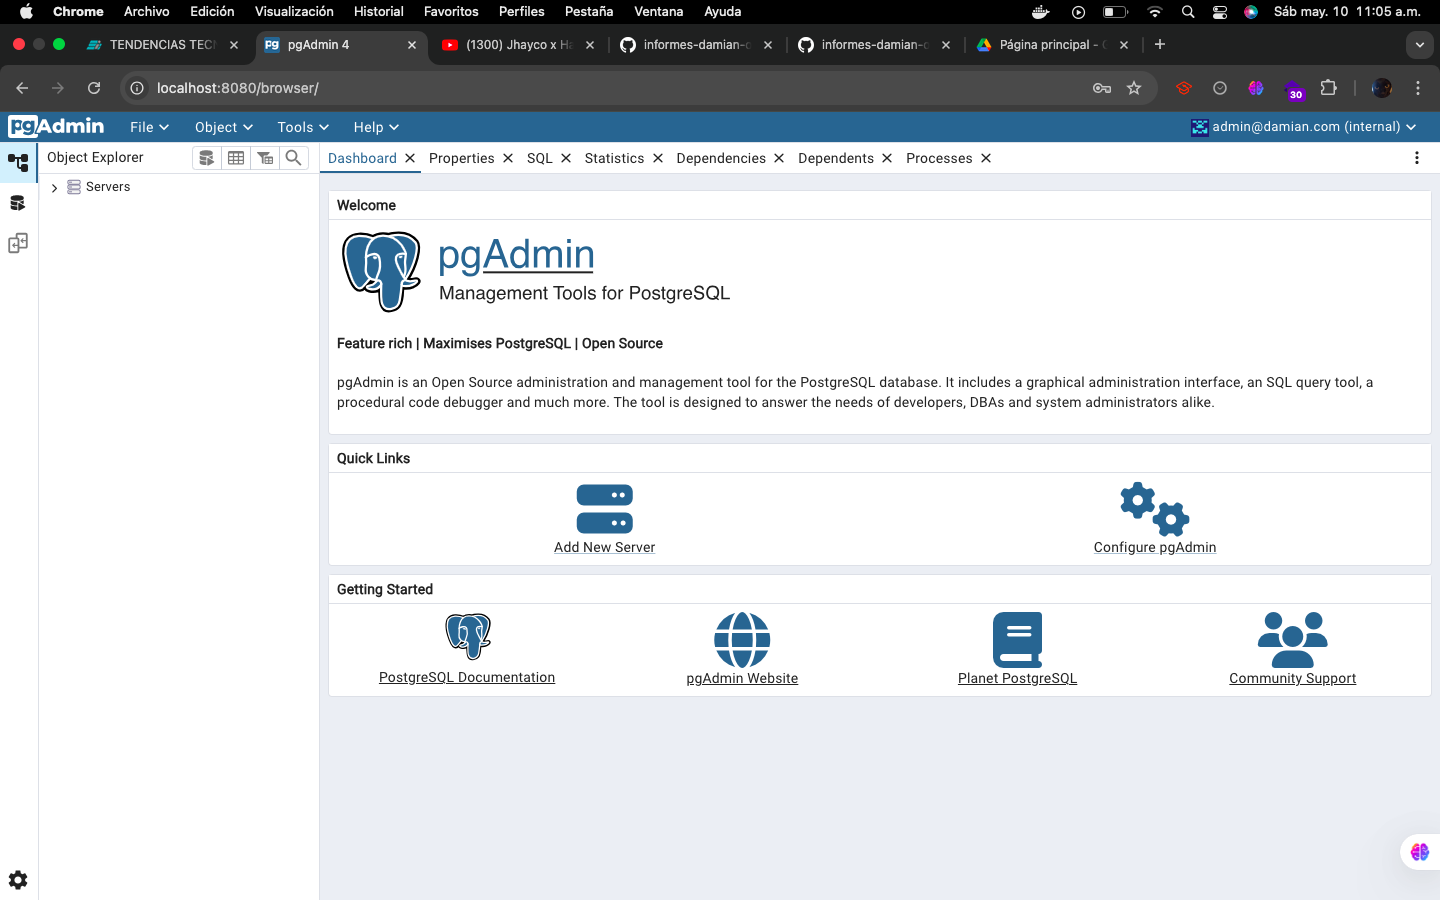 Chrome Archivo Edición Visualización Historial Favoritos Perfiles Pestaña Ventana Ayuda Sáb may. 10 11:05 a.m.
TENDENCIAS TEC pgAdmin 4 (1300) Jhayco x H informes-damian- informes-damian- Página principal -
localhost:8080/browser/
30
pgAdmin File Object Tools Help admin@damian.com (internal)
Object Explorer
Dashboard Properties SQL Statistics Dependencies Dependents Processes
Servers
Welcome
pgAdmin
Management Tools for PostgreSQL
Feature rich | Maximises PostgreSQL | Open Source
pgAdmin is an Open Source administration and management tool for the PostgreSQL database. It includes a graphical administration interface, an SQL query tool, a
procedural code debugger and much more. The tool is designed to answer the needs of developers, DBAs and system administrators alike.
Quick Links
Add New Server Configure pgAdmin
Getting Started
PostgreSQL Documentation pgAdmin Website Planet PostgreSQL Community Support